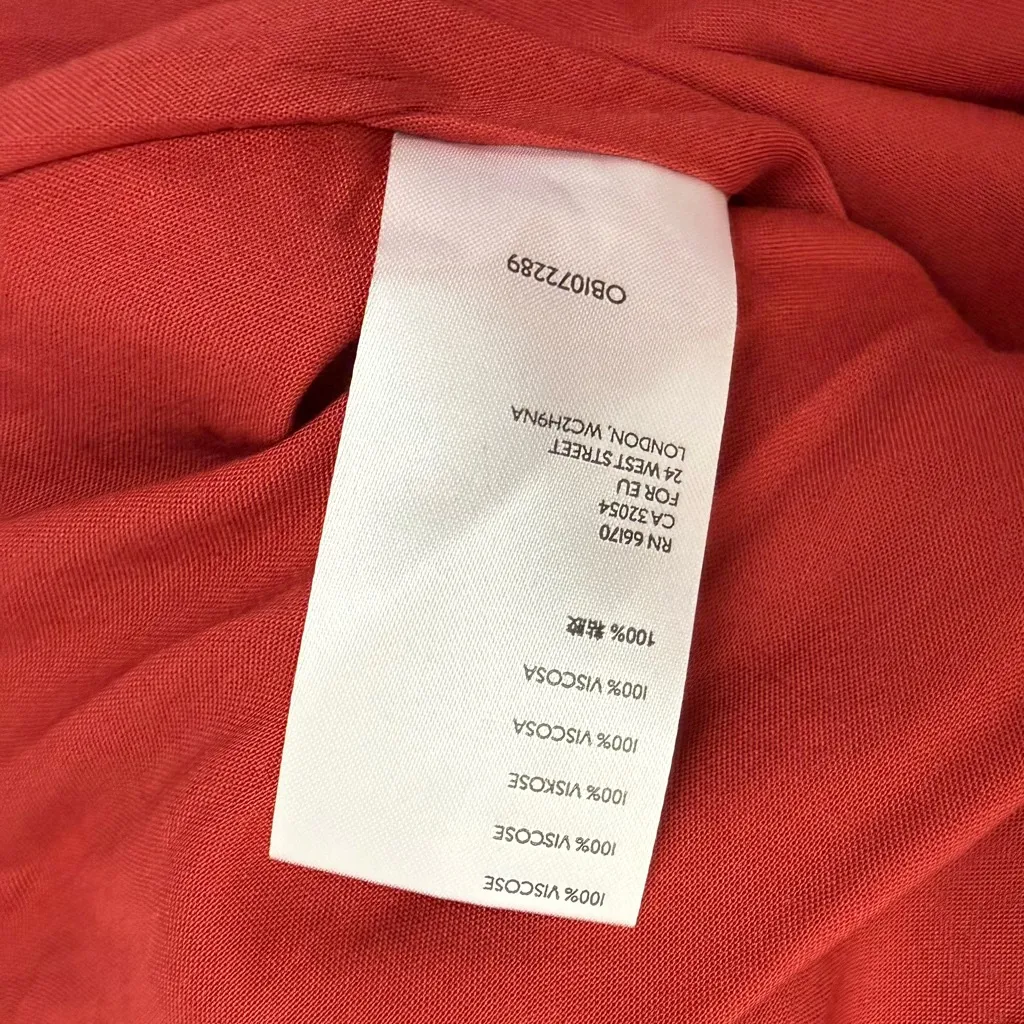 100% VISCOSE
100% VISCOSE
100% VISKOSE
100% VISCOSA
100% VISCOSA
100% 粘胶
RN 66170
CA 32054
FOR EU
24 WEST STREET
LONDON, WC2H9NA
OB1072289